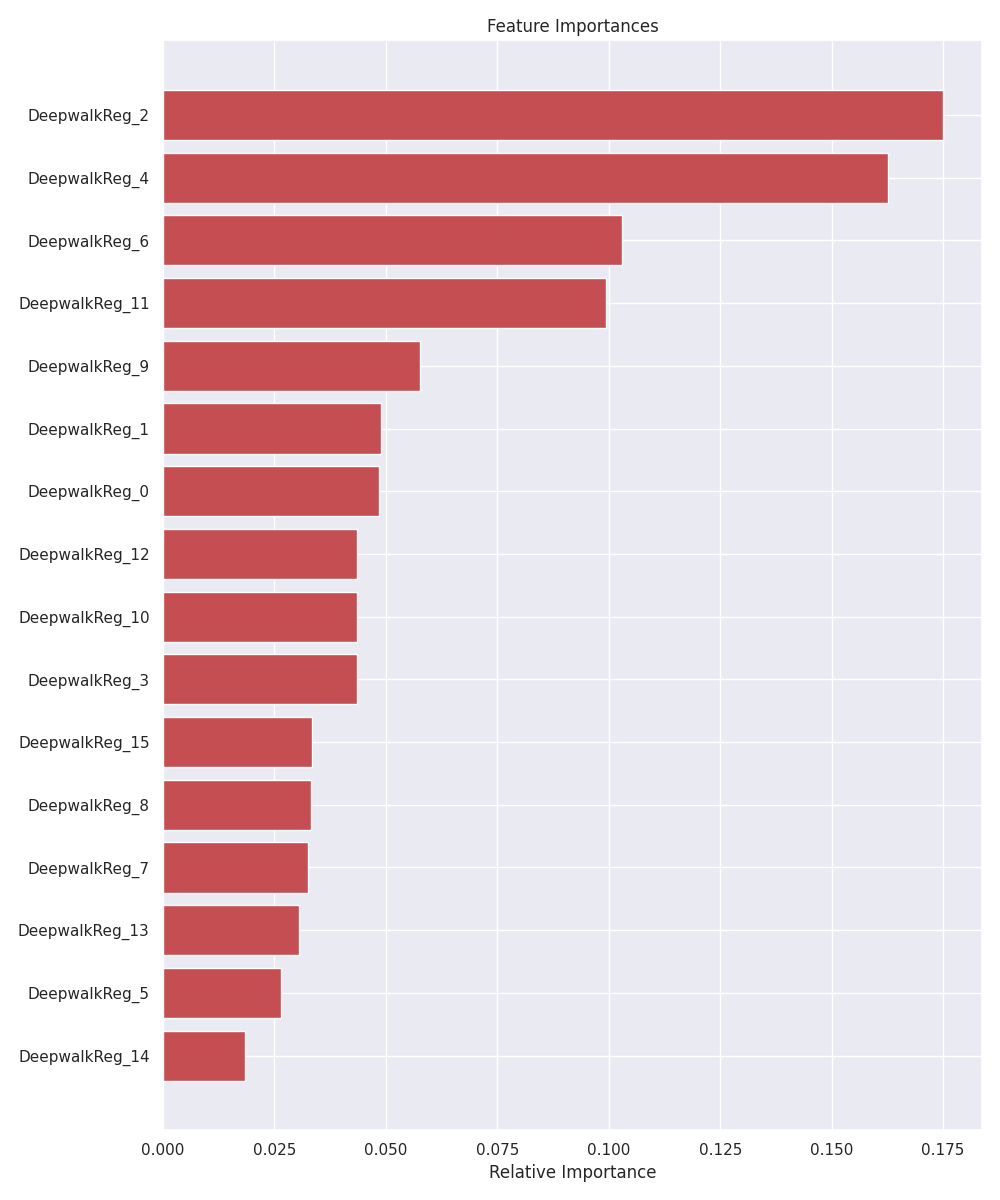 Feature Importances
DeepwalkReg_2
DeepwalkReg_4
DeepwalkReg_6
DeepwalkReg_11
DeepwalkReg_9
DeepwalkReg_1
DeepwalkReg_0
DeepwalkReg_12
DeepwalkReg_10
DeepwalkReg_3
DeepwalkReg_15
DeepwalkReg_8
DeepwalkReg_7
DeepwalkReg_13
DeepwalkReg_5
DeepwalkReg_14
0.000 0.025 0.050 0.075 0.100 0.125 0.150 0.175
Relative Importance